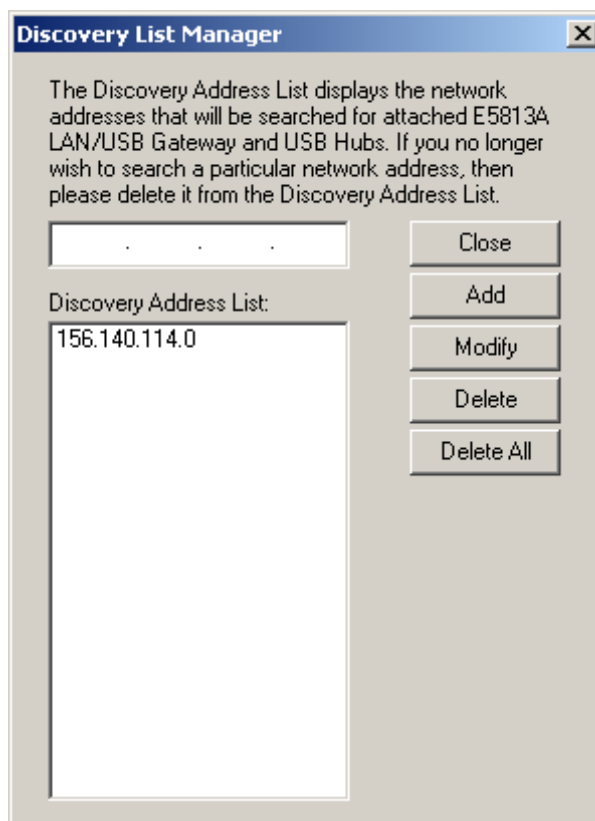 Discovery List Manager
The Discovery Address List displays the network
addresses that will be searched for attached E5813A
LAN/USB Gateway and USB Hubs. If you no longer
wish to search a particular network address, then
please delete it from the Discovery Address List.
. . .
Close
Add
Discovery Address List:
156.140.114.0
Modify
Delete
Delete All